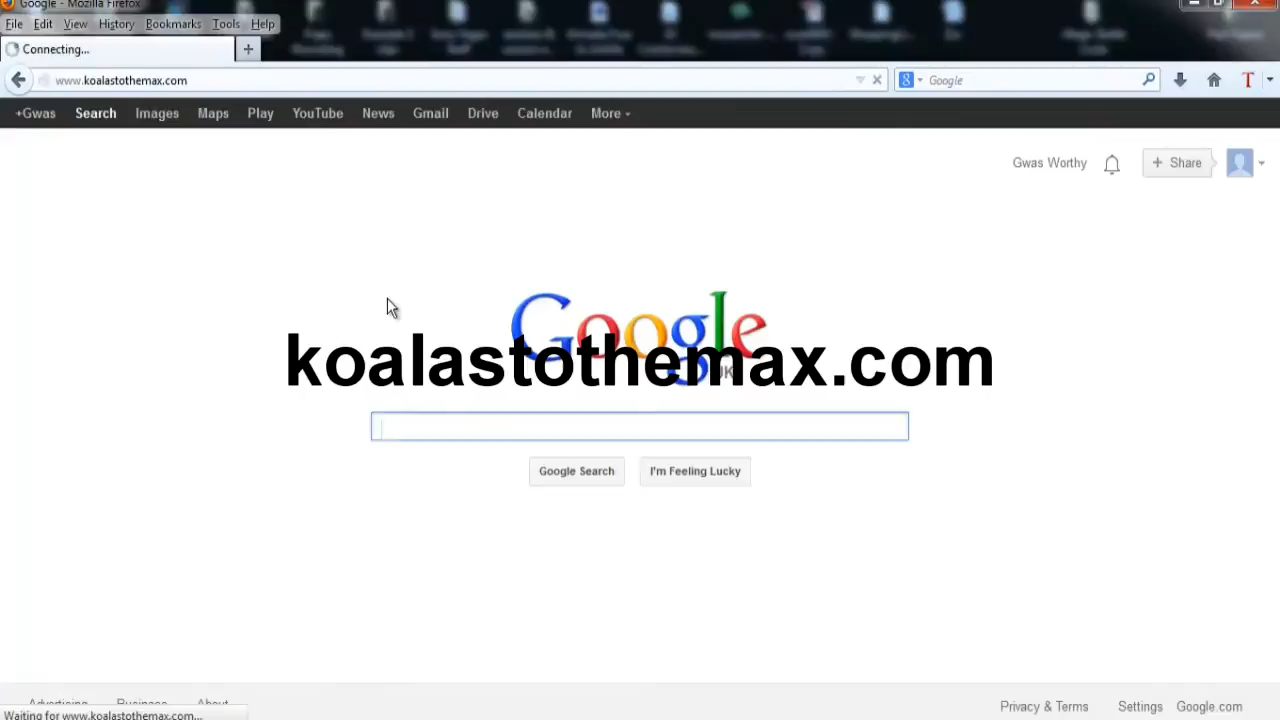 Google - Mozilla Firefox
File Edit View History Bookmarks Tools Help
Connecting...
www.koalastothemax.com
Google
+Gwas Search Images Maps Play YouTube News Gmail Drive Calendar More
Gwas Worthy
+ Share
Google
UK
koalastothemax.com
Google Search
I'm Feeling Lucky
Advertising Business About
Privacy & Terms Settings Google.com
Waiting for www.koalastothemax.com...